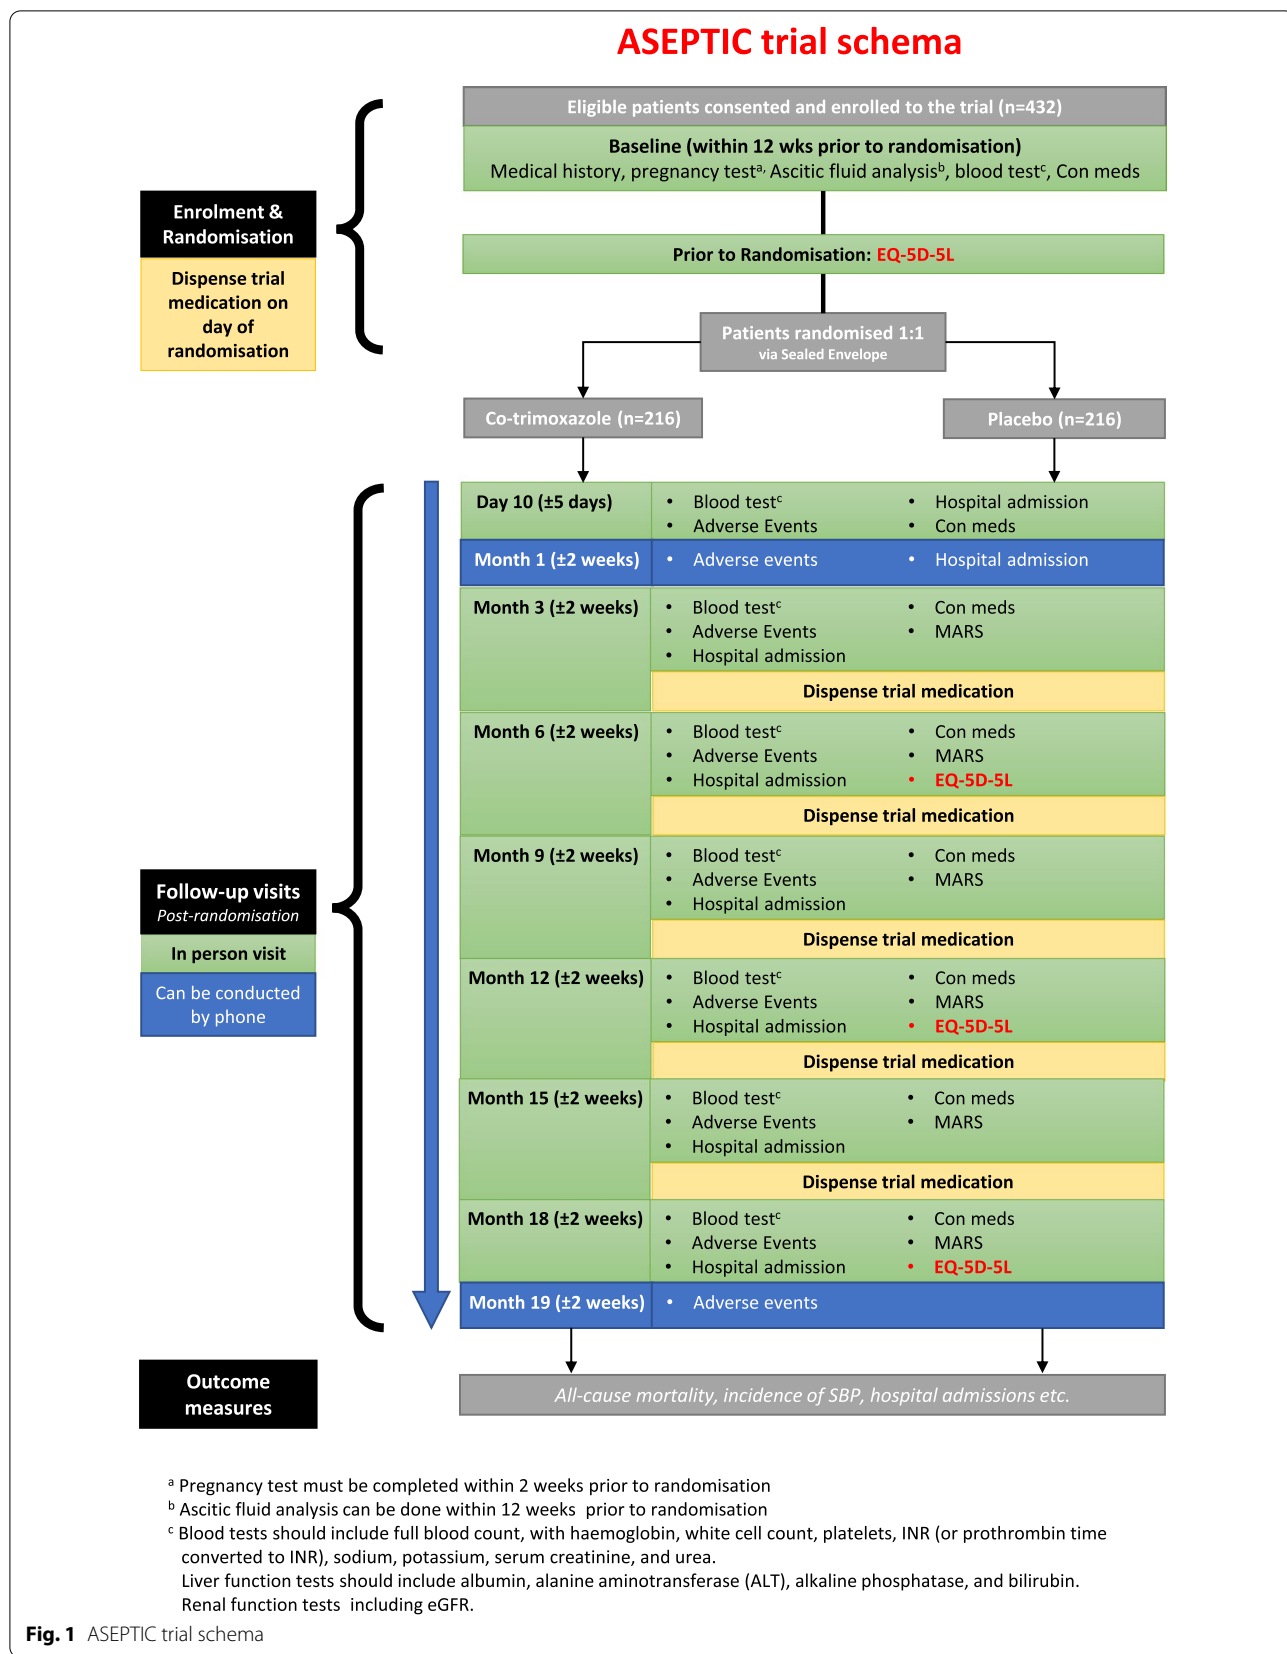 ASEPTIC trial schema
Eligible patients consented and enrolled to the trial (n=432)
Baseline (within 12 wks prior to randomisation)
Medical history, pregnancy testᵃ, Ascitic fluid analysisᵇ, blood testᶜ, Con meds
Enrolment &
Randomisation
Dispense trial
medication on
day of
randomisation
Prior to Randomisation: EQ-5D-5L
Patients randomised 1:1
via Sealed Envelope
Co-trimoxazole (n=216)
Placebo (n=216)
Day 10 (±5 days)
• Blood testᶜ
• Adverse Events
• Hospital admission
• Con meds
Month 1 (±2 weeks)
• Adverse events
• Hospital admission
Month 3 (±2 weeks)
• Blood testᶜ
• Adverse Events
• Hospital admission
• Con meds
• MARS
Dispense trial medication
Month 6 (±2 weeks)
• Blood testᶜ
• Adverse Events
• Hospital admission
• Con meds
• MARS
• EQ-5D-5L
Dispense trial medication
Month 9 (±2 weeks)
• Blood testᶜ
• Adverse Events
• Hospital admission
• Con meds
• MARS
Dispense trial medication
Follow-up visits
Post-randomisation
In person visit
Can be conducted
by phone
Month 12 (±2 weeks)
• Blood testᶜ
• Adverse Events
• Hospital admission
• Con meds
• MARS
• EQ-5D-5L
Dispense trial medication
Month 15 (±2 weeks)
• Blood testᶜ
• Adverse Events
• Hospital admission
• Con meds
• MARS
Dispense trial medication
Month 18 (±2 weeks)
• Blood testᶜ
• Adverse Events
• Hospital admission
• Con meds
• MARS
• EQ-5D-5L
Month 19 (±2 weeks)
• Adverse events
Outcome
measures
All-cause mortality, incidence of SBP, hospital admissions etc.
ᵃ Pregnancy test must be completed within 2 weeks prior to randomisation
ᵇ Ascitic fluid analysis can be done within 12 weeks prior to randomisation
ᶜ Blood tests should include full blood count, with haemoglobin, white cell count, platelets, INR (or prothrombin time
converted to INR), sodium, potassium, serum creatinine, and urea.
Liver function tests should include albumin, alanine aminotransferase (ALT), alkaline phosphatase, and bilirubin.
Renal function tests including eGFR.
Fig. 1 ASEPTIC trial schema